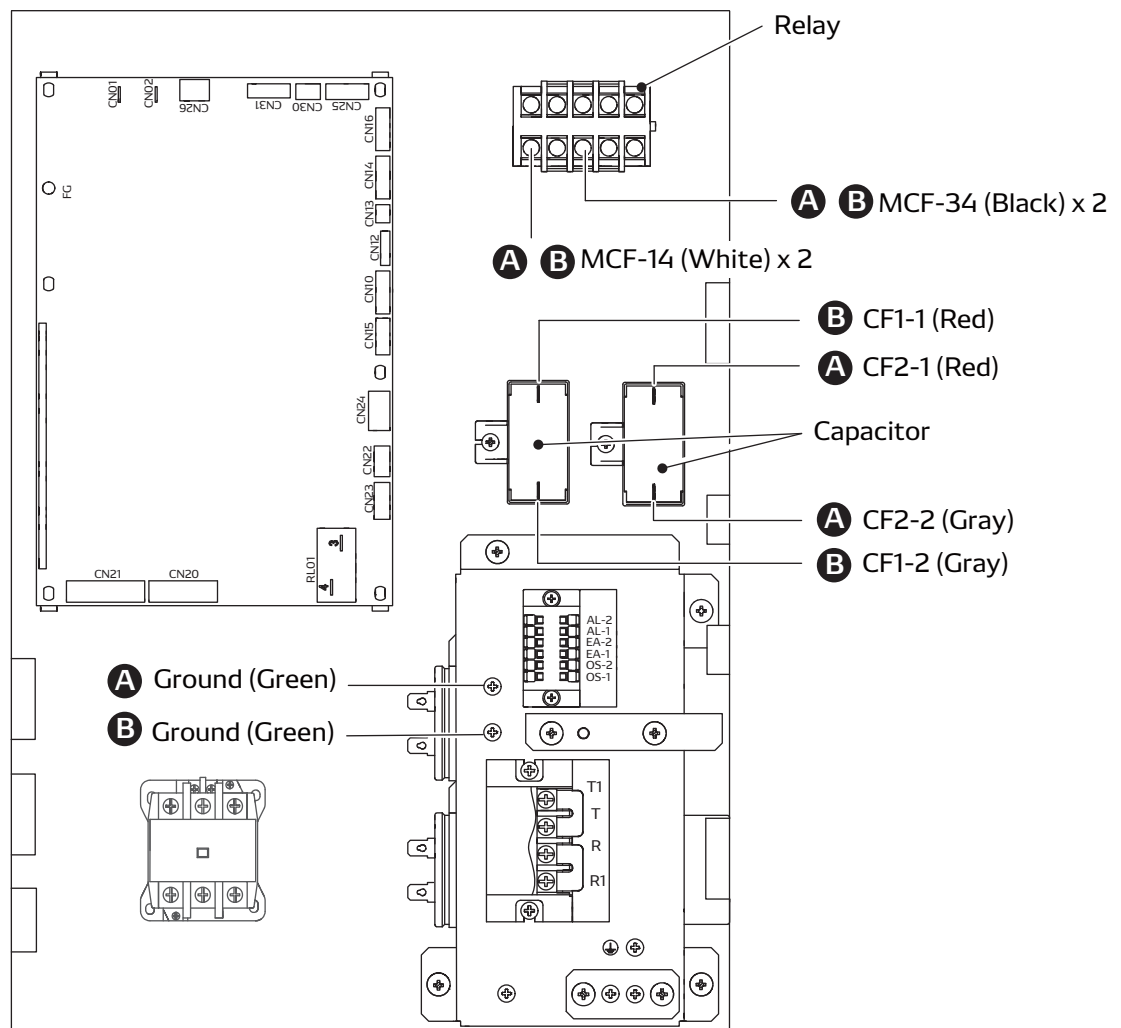 Relay
CN01
CN02
CN26
CN31
CN30
CN25
CN16
CN14
CN13
CN12
CN10
CN15
CN24
CN22
CN23
FG
RL01
3
4
CN21
CN20
A B MCF-34 (Black) x 2
A B MCF-14 (White) x 2
B CF1-1 (Red)
A CF2-1 (Red)
Capacitor
A CF2-2 (Gray)
B CF1-2 (Gray)
AL-2
AL-1
EA-2
EA-1
OS-2
OS-1
A Ground (Green)
B Ground (Green)
T1
T
R
R1